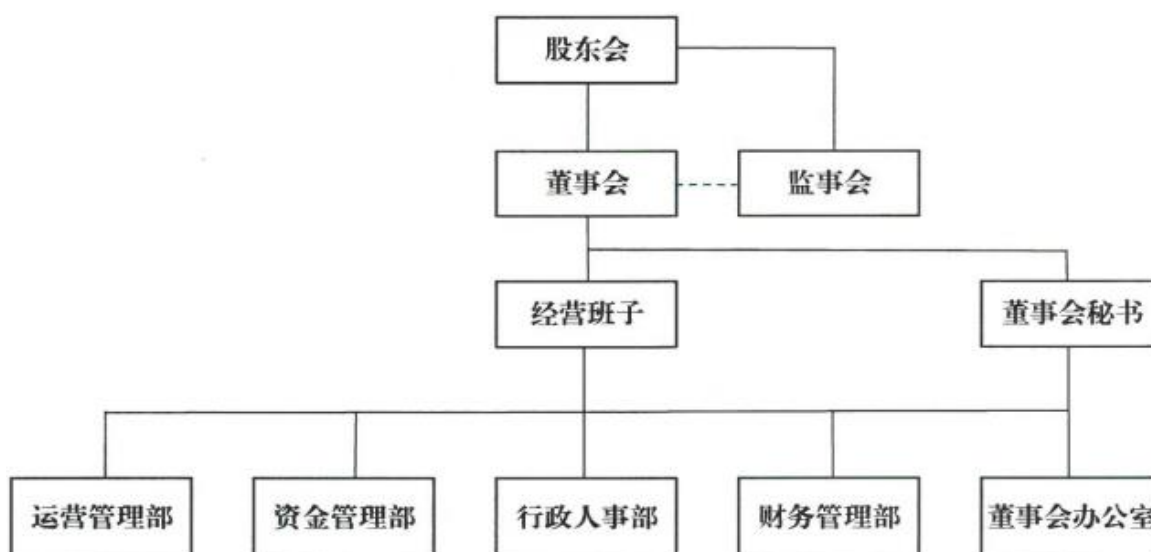 股东会
董事会
监事会
经营班子
董事会秘书
运营管理部
资金管理部
行政人事部
财务管理部
董事会办公室